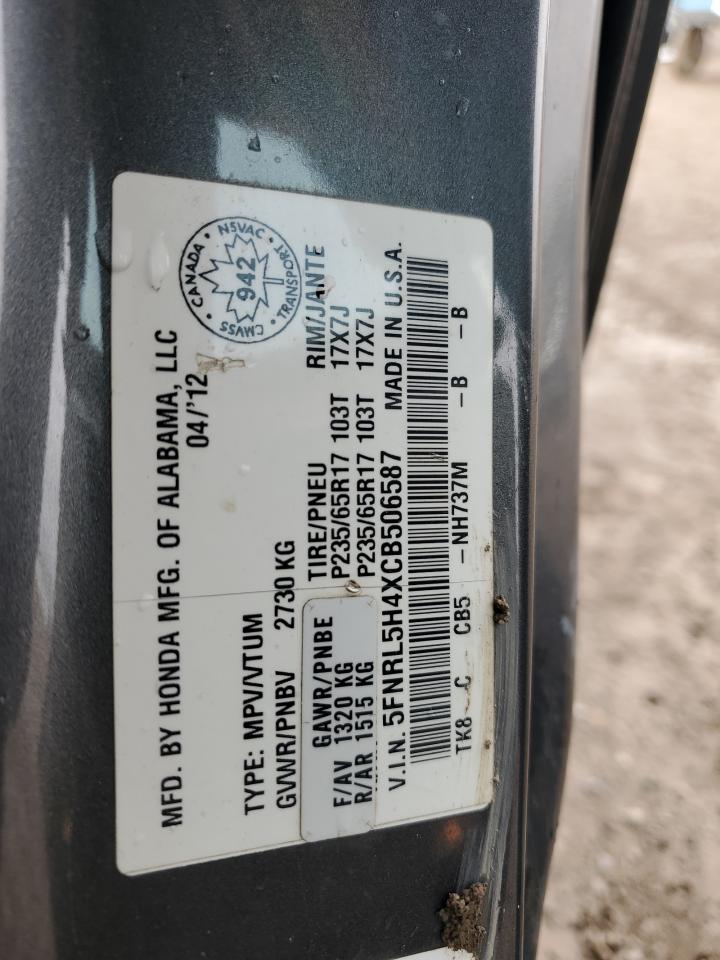 MFD. BY HONDA MFG. OF ALABAMA, LLC
04/'12
CANADA • NSVAC • TRANSPORT • CMVSS •
942
TYPE: MPV/VTUM
GVWR/PNBV 2730 KG
GAWR/PNBE TIRE/PNEU RIM/JANTE
F/AV 1320 KG P235/65R17 103T 17X7J
R/AR 1515 KG P235/65R17 103T 17X7J
V.I.N. 5FNRL5H4XCB506587 MADE IN U.S.A.
TK8 C CB5 -NH737M -B -B